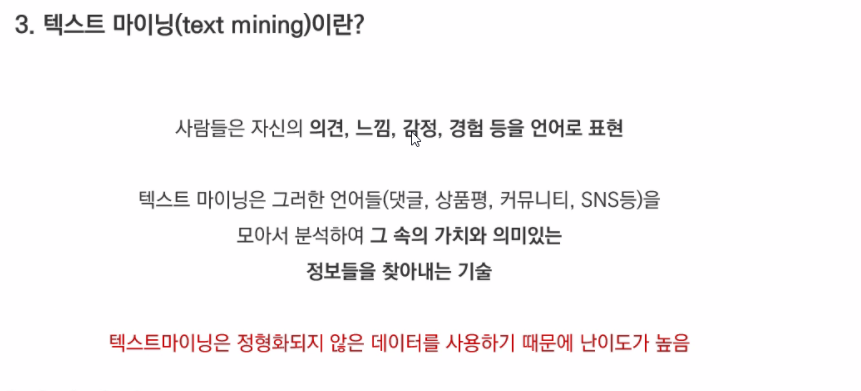 3. 텍스트 마이닝(text mining)이란?
사람들은 자신의 의견, 느낌, 감정, 경험 등을 언어로 표현
텍스트 마이닝은 그러한 언어들(댓글, 상품평, 커뮤니티, SNS등)을
모아서 분석하여 그 속의 가치와 의미있는
정보들을 찾아내는 기술
텍스트마이닝은 정형화되지 않은 데이터를 사용하기 때문에 난이도가 높음